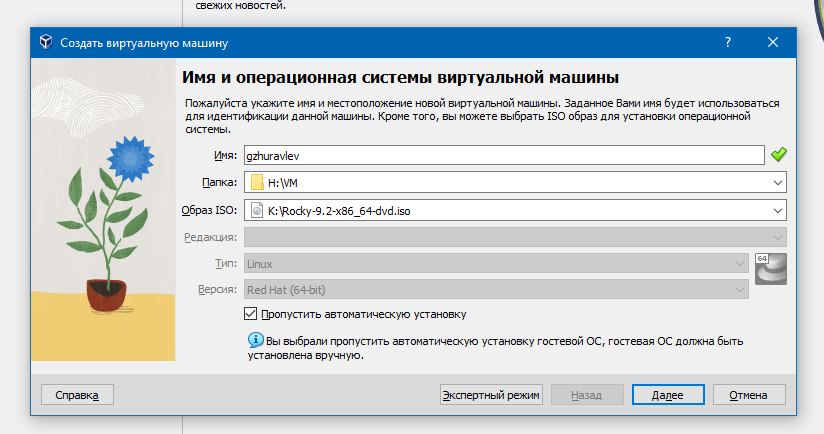 свежих новостей.
Создать виртуальную машину
Имя и операционная системы виртуальной машины
Пожалуйста укажите имя и местоположение новой виртуальной машины. Заданное Вами имя будет использоваться
для идентификации данной машины. Кроме того, вы можете выбрать ISO образ для установки операционной
системы.
Имя: gzhuravlev
Папка: H:\VM
Образ ISO: K:\Rocky-9.2-x86_64-dvd.iso
Редакция:
Тип: Linux
64
Версия: Red Hat (64-bit)
Пропустить автоматическую установку
Вы выбрали пропустить автоматическую установку гостевой ОС, гостевая ОС должна быть
установлена вручную.
Справка Экспертный режим Назад Далее Отмена